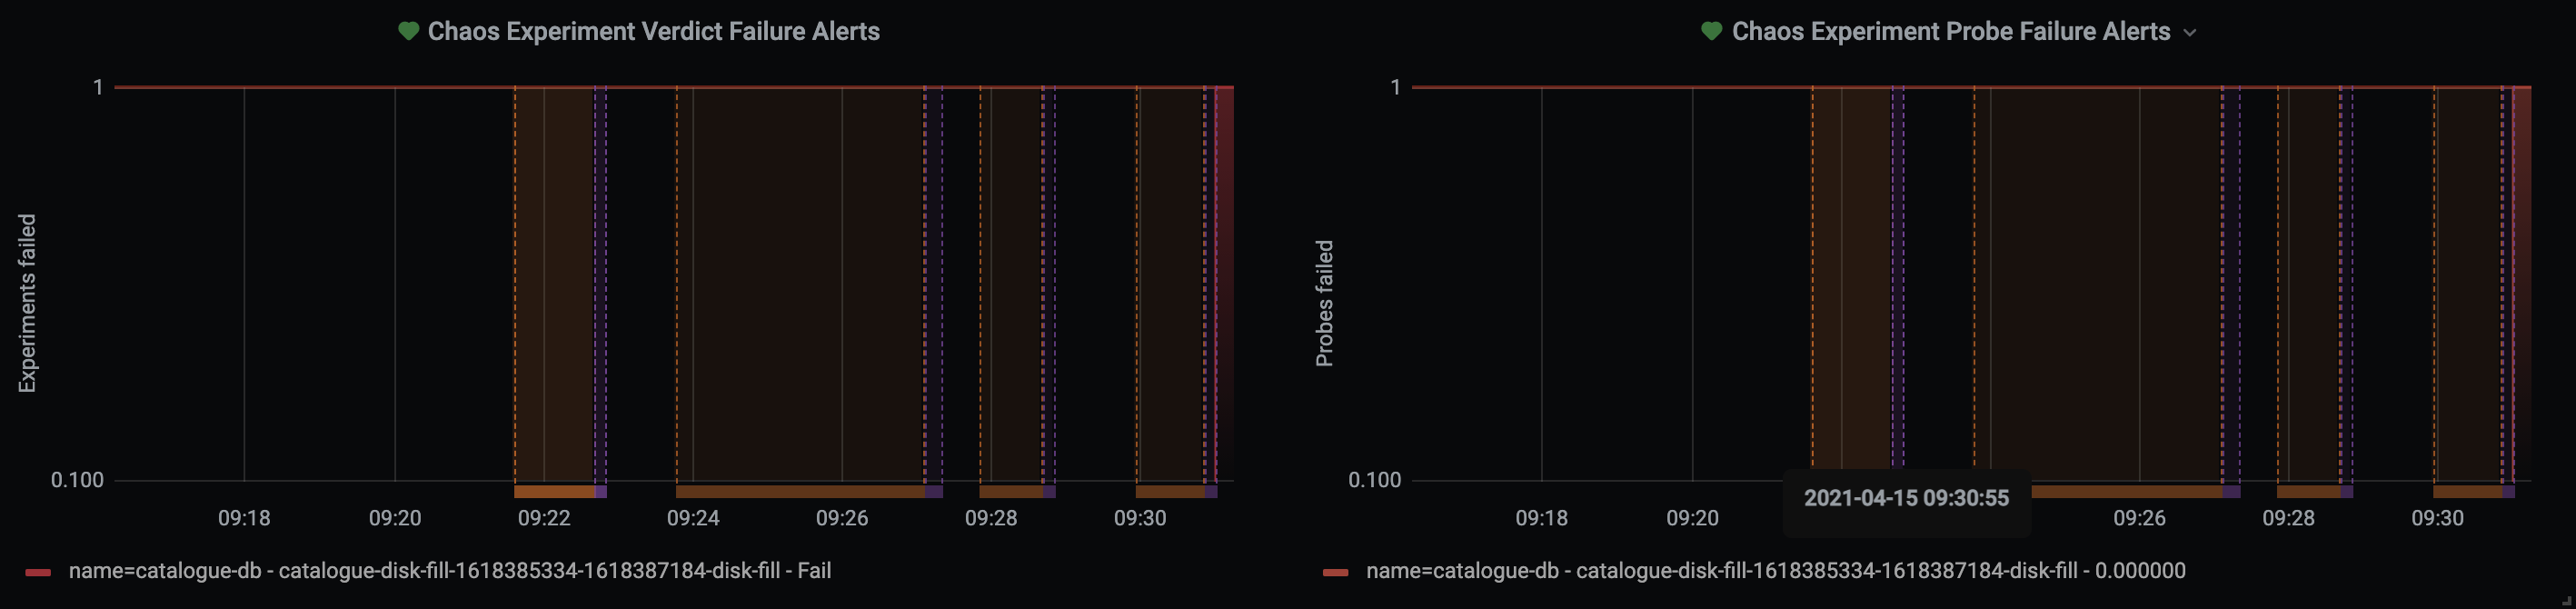 Chaos Experiment Verdict Failure Alerts
1
Experiments failed
0.100
09:18 09:20 09:22 09:24 09:26 09:28 09:30
name=catalogue-db - catalogue-disk-fill-1618385334-1618387184-disk-fill - Fail
Chaos Experiment Probe Failure Alerts
1
Probes failed
0.100
2021-04-15 09:30:55
09:18 09:20 09:26 09:28 09:30
name=catalogue-db - catalogue-disk-fill-1618385334-1618387184-disk-fill - 0.000000